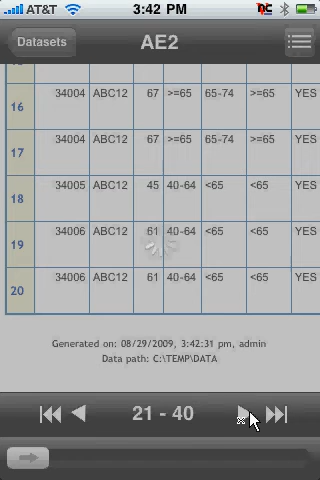 AT&T 3:42 PM
Datasets AE2
16 34004 ABC12 67 >=65 65-74 >=65 YES
17 34004 ABC12 67 >=65 65-74 >=65 YES
18 34005 ABC12 45 40-64 <65 <65 YES
19 34006 ABC12 61 40-64 <65 <65 YES
20 34006 ABC12 61 40-64 <65 <65 YES
Generated on: 08/29/2009, 3:42:31 pm, admin
Data path: C:\TEMP\DATA
21 - 40